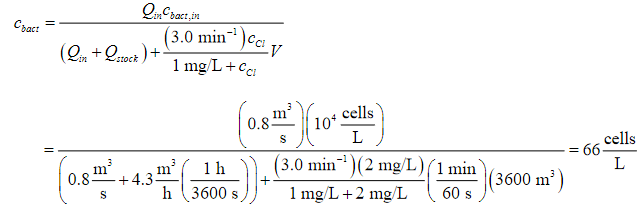 c_bact = Q_in c_bact,in / ((Q_in + Q_stock) + ((3.0 min⁻¹) c_Cl / (1 mg/L + c_Cl)) V)
= (0.8 m³/s)(10⁴ cells/L) / ((0.8 m³/s + 4.3 m³/h (1 h/3600 s)) + ((3.0 min⁻¹)(2 mg/L) / (1 mg/L + 2 mg/L)) (1 min/60 s)(3600 m³)) = 66 cells/L